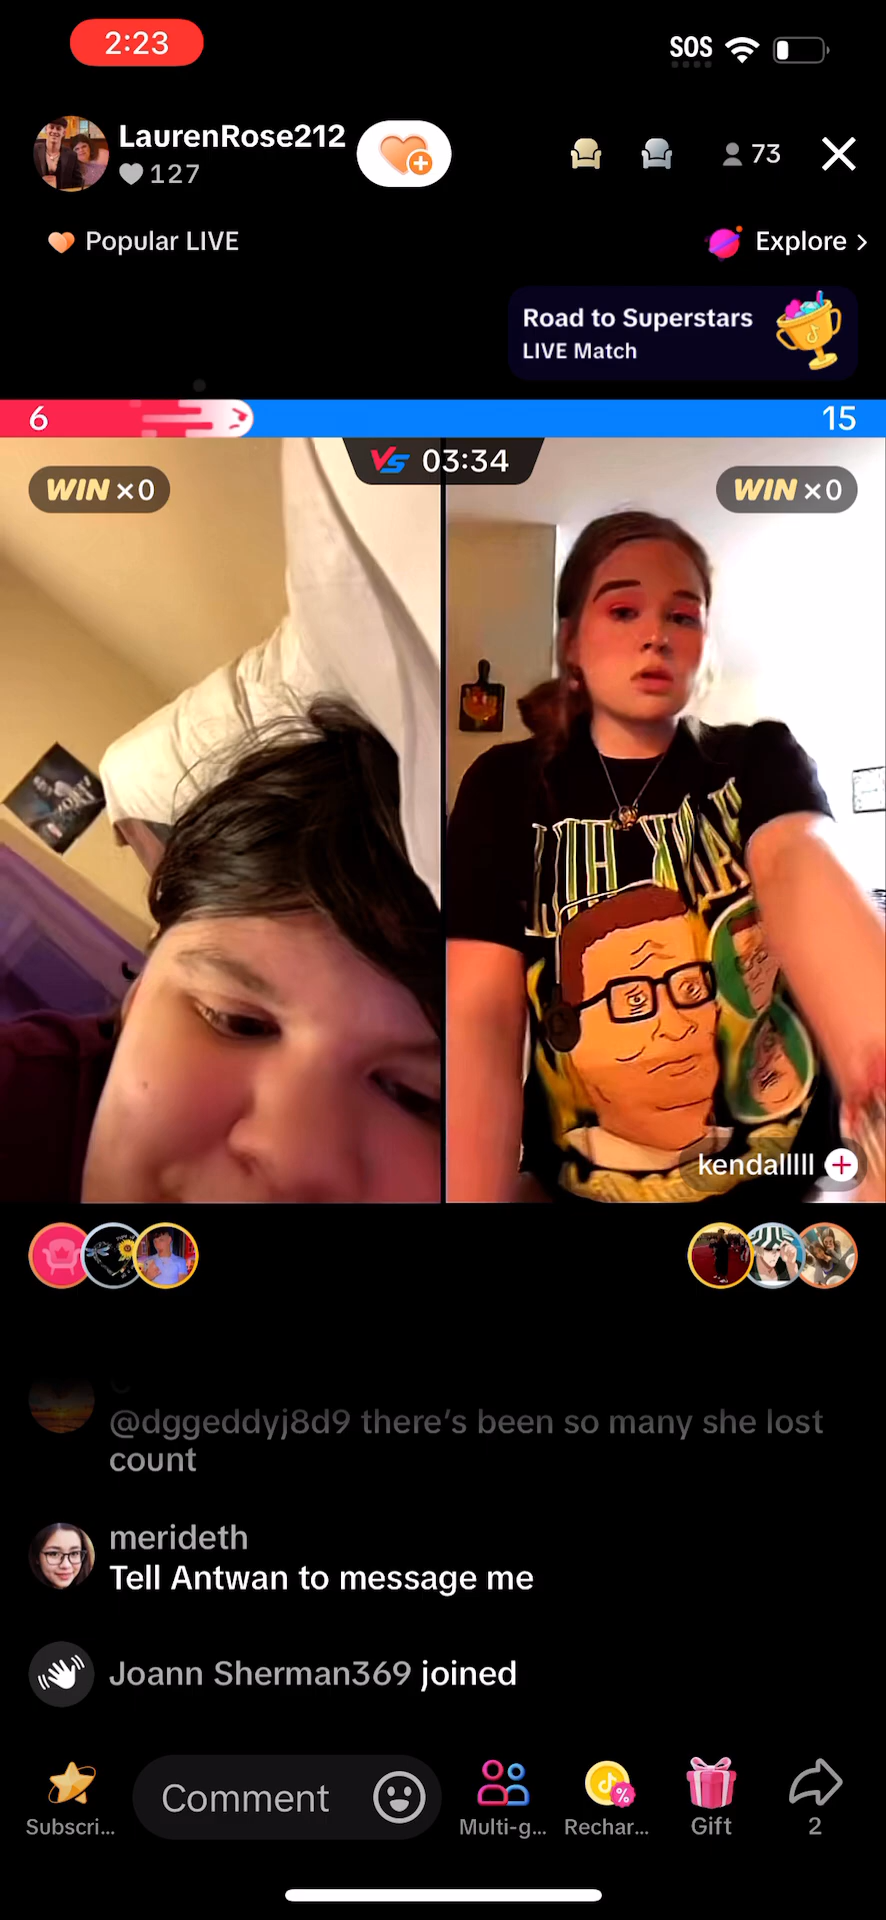 2:23
SOS
LaurenRose212
127
73
Popular LIVE
Explore >
Road to Superstars
LIVE Match
6
15
VS 03:34
WIN ×0
WIN ×0
kendalllll
@dggeddyj8d9 there's been so many she lost
count
merideth
Tell Antwan to message me
Joann Sherman369 joined
Comment
Subscri...
Multi-g...
Rechar...
Gift
2